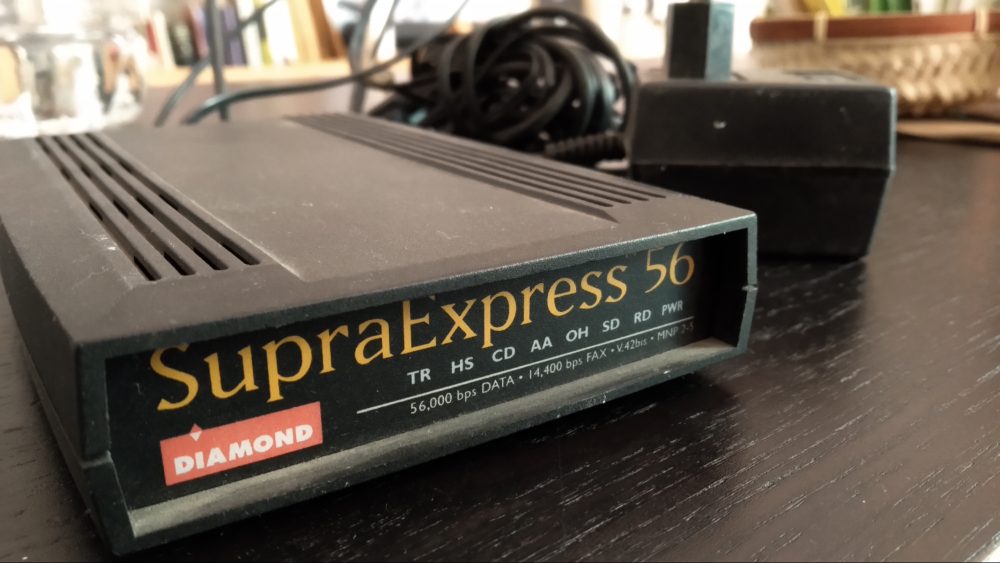 SupraExpress 56
TR HS CD AA OH SD RD PWR
56,000 bps DATA • 14,400 bps FAX • V.42bis • MNP 2-5
DIAMOND